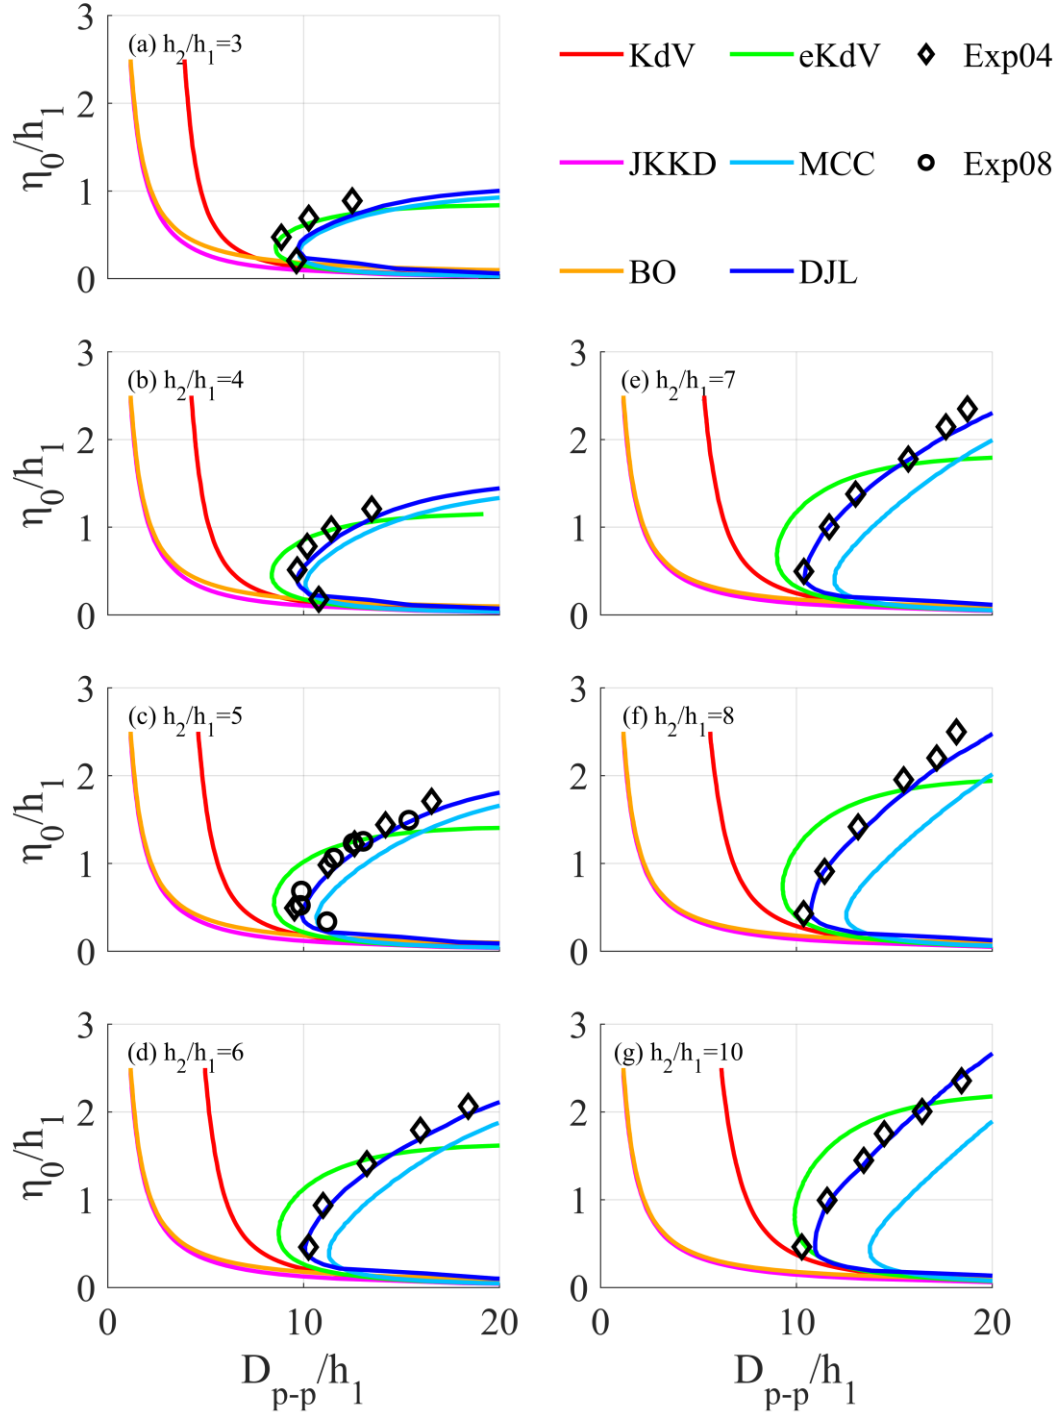 (a) h₂/h₁=3
3
2
1
0
η₀/h₁
KdV
eKdV
Exp04
JKKD
MCC
Exp08
BO
DJL
(b) h₂/h₁=4
3
2
1
0
η₀/h₁
(e) h₂/h₁=7
3
2
1
0
(c) h₂/h₁=5
3
2
1
0
η₀/h₁
(f) h₂/h₁=8
3
2
1
0
(d) h₂/h₁=6
3
2
1
0
η₀/h₁
0 10 20
D_p-p/h₁
(g) h₂/h₁=10
3
2
1
0
0 10 20
D_p-p/h₁